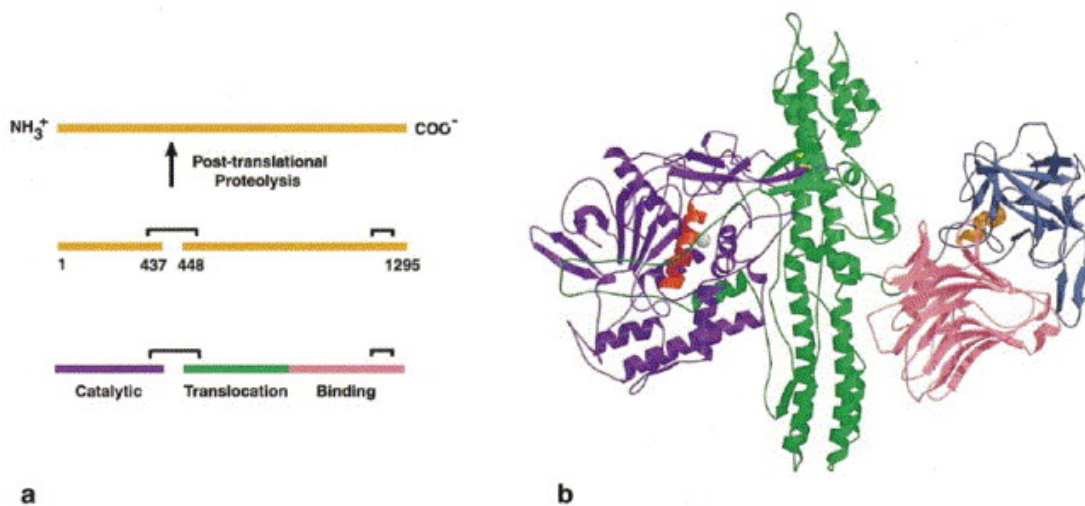 NH3+ COO-
Post-translational
Proteolysis
1 437 448 1295
Catalytic Translocation Binding
a b